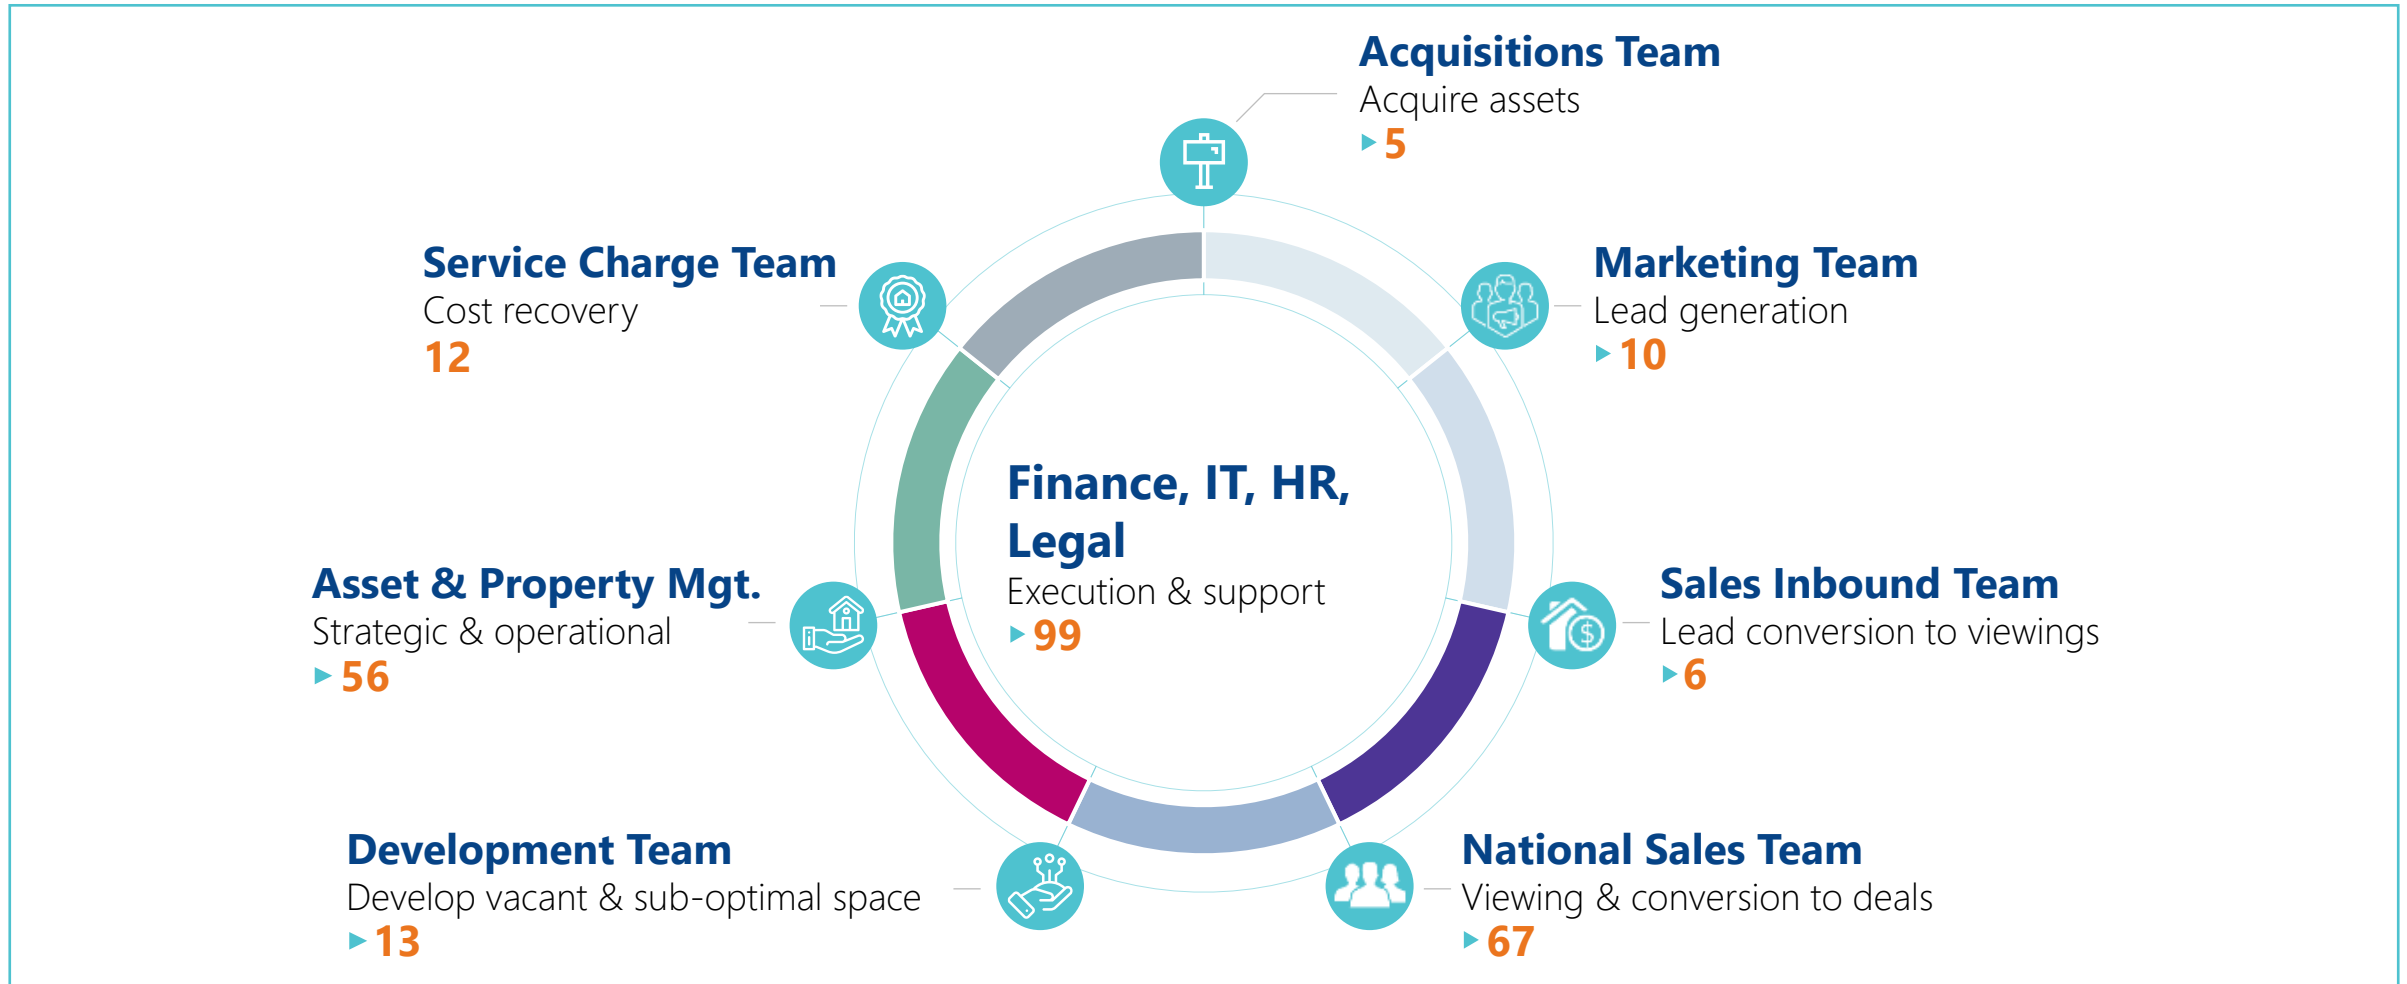 Acquisitions Team
Acquire assets
▶ 5
Marketing Team
Lead generation
▶ 10
Sales Inbound Team
Lead conversion to viewings
▶ 6
National Sales Team
Viewing & conversion to deals
▶ 67
Development Team
Develop vacant & sub-optimal space
▶ 13
Asset & Property Mgt.
Strategic & operational
▶ 56
Service Charge Team
Cost recovery
12
Finance, IT, HR,
Legal
Execution & support
▶ 99
$